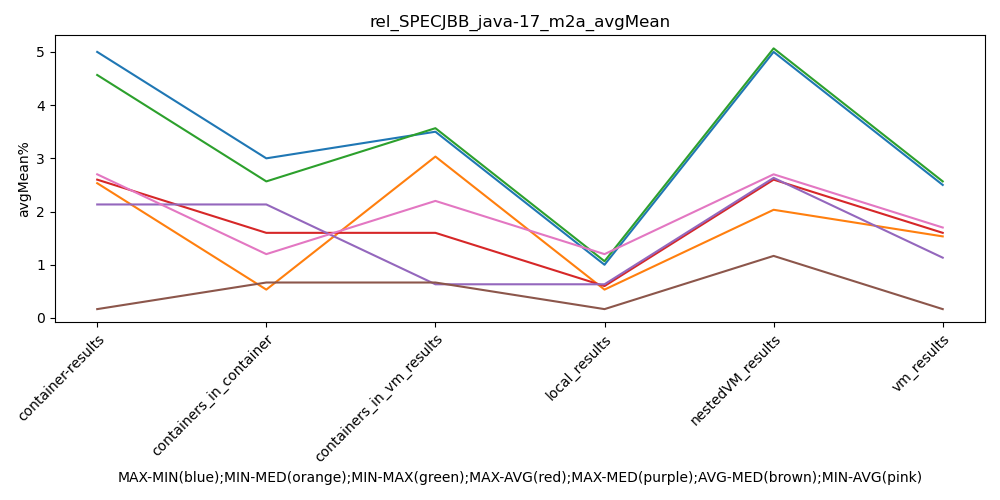 rel_SPECJBB_java-17_m2a_avgMean
avgMean%
5
4
3
2
1
0
container-results
containers_in_container
containers_in_vm_results
local_results
nestedVM_results
vm_results
MAX-MIN(blue);MIN-MED(orange);MIN-MAX(green);MAX-AVG(red);MAX-MED(purple);AVG-MED(brown);MIN-AVG(pink)